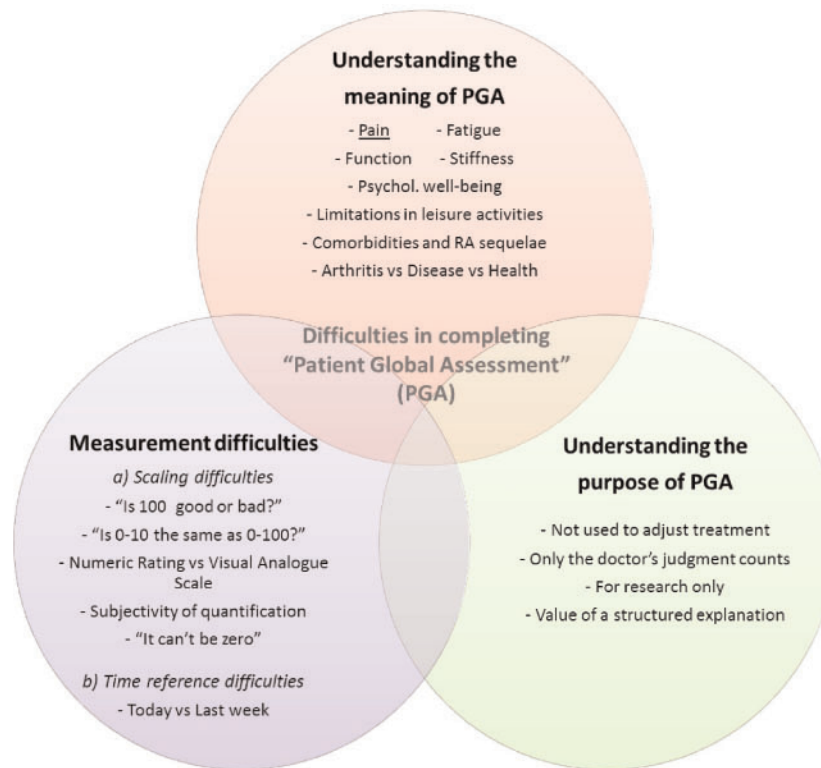 Understanding the
meaning of PGA
- Pain - Fatigue
- Function - Stiffness
- Psychol. well-being
- Limitations in leisure activities
- Comorbidities and RA sequelae
- Arthritis vs Disease vs Health
Difficulties in completing
“Patient Global Assessment”
(PGA)
Measurement difficulties
a) Scaling difficulties
- “Is 100 good or bad?”
- “Is 0-10 the same as 0-100?”
- Numeric Rating vs Visual Analogue
Scale
- Subjectivity of quantification
- “It can’t be zero”
b) Time reference difficulties
- Today vs Last week
Understanding the
purpose of PGA
- Not used to adjust treatment
- Only the doctor’s judgment counts
- For research only
- Value of a structured explanation